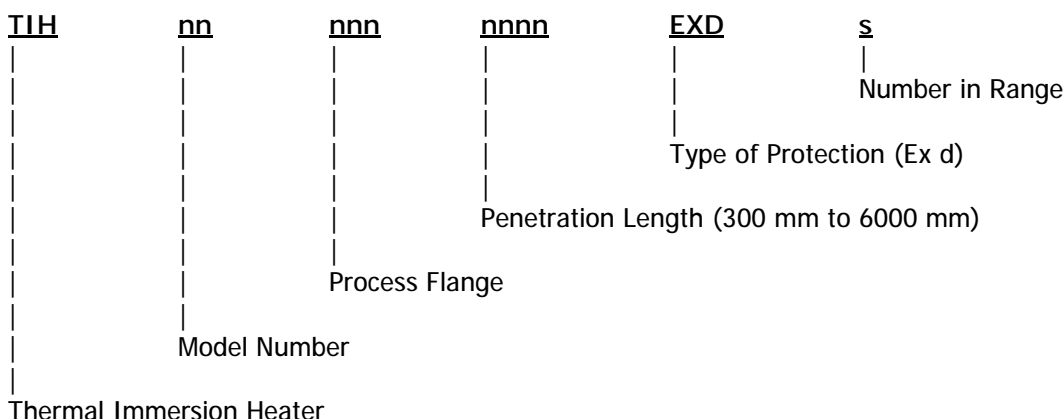 TIH nn nnn nnnn EXD s
Number in Range
Type of Protection (Ex d)
Penetration Length (300 mm to 6000 mm)
Process Flange
Model Number
Thermal Immersion Heater